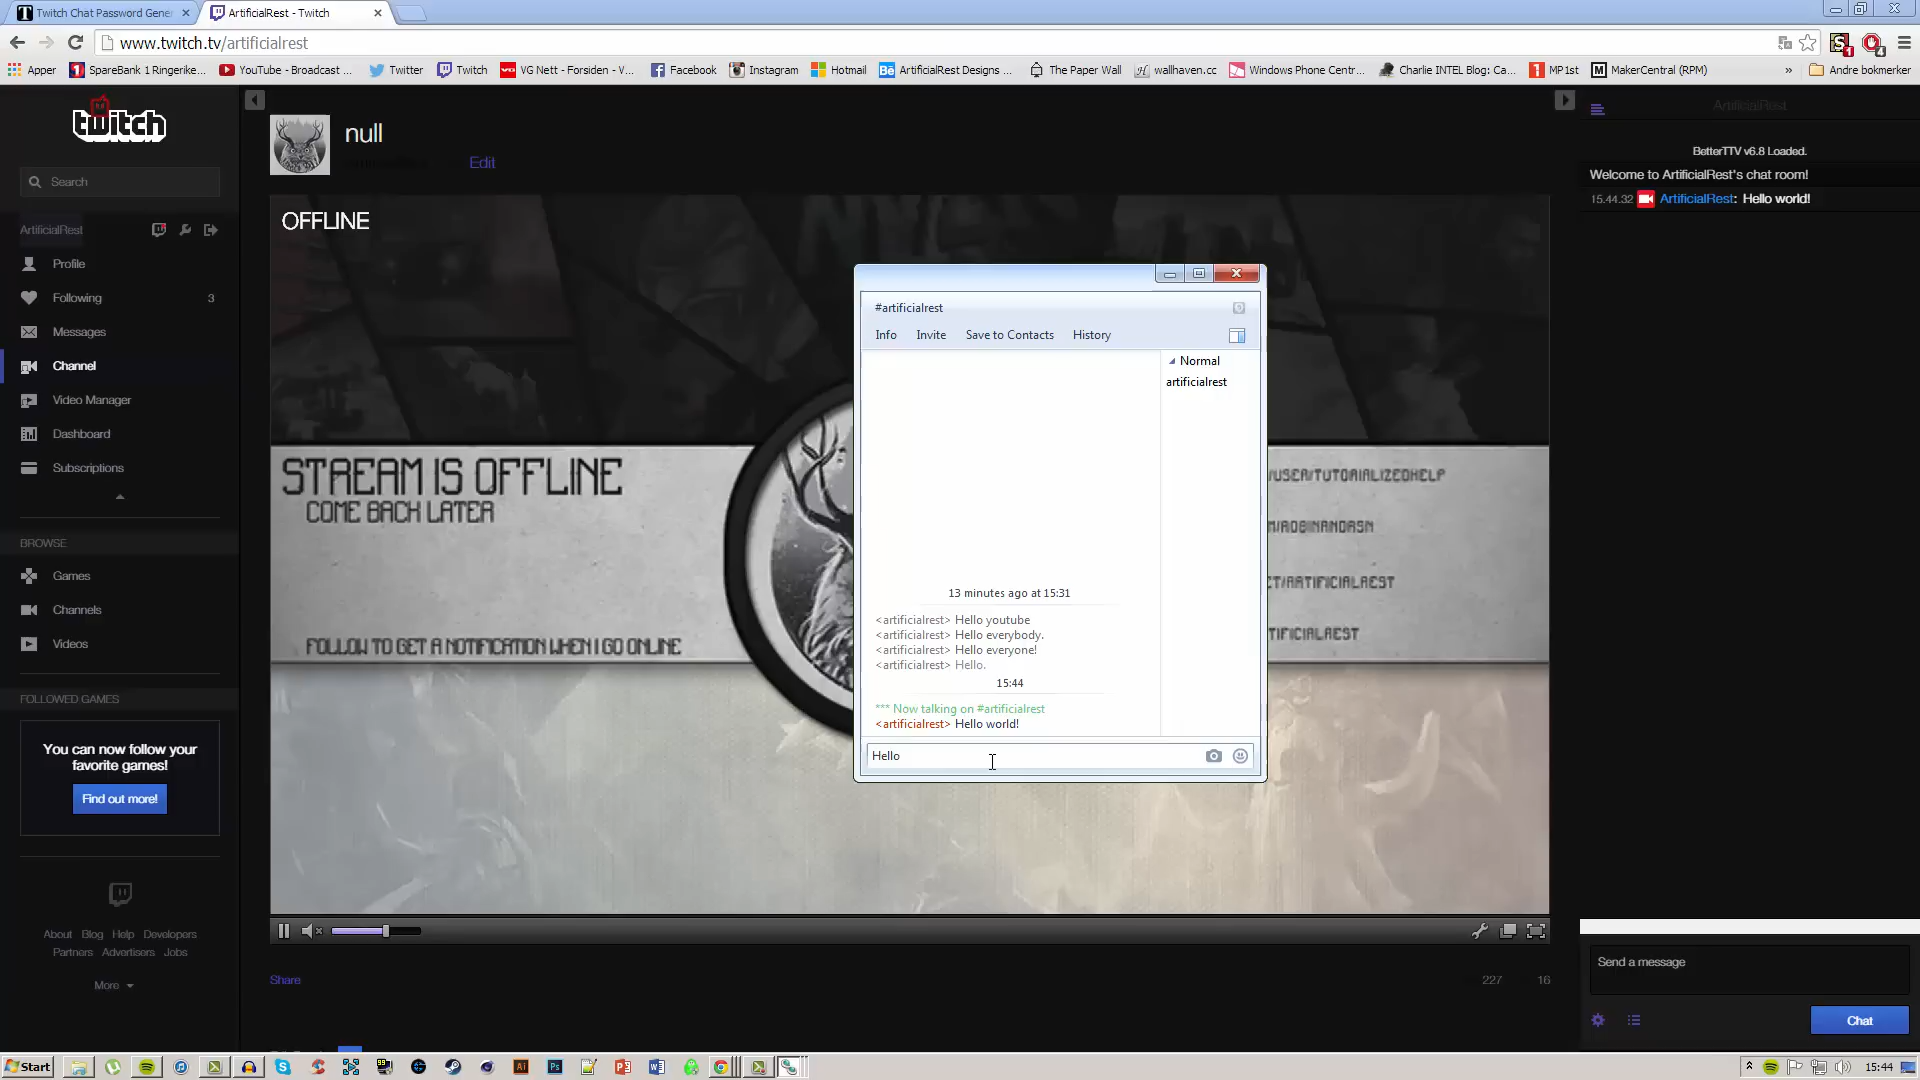 Twitch Chat Password Gene
ArtificialRest - Twitch
www.twitch.tv/artificialrest
Apper
SpareBank 1 Ringerike...
YouTube - Broadcast ...
Twitter
Twitch
VG Nett - Forsiden - V...
Facebook
Instagram
Hotmail
ArtificialRest Designs ...
The Paper Wall
wallhaven.cc
Windows Phone Centr...
Charlie INTEL Blog: Ca...
MP1st
MakerCentral (RPM)
»
Andre bokmerker
twitch
Search
ArtificialRest
Profile
Following 3
Messages
Channel
Video Manager
Dashboard
Subscriptions
BROWSE
Games
Channels
Videos
FOLLOWED GAMES
You can now follow your
favorite games!
Find out more!
About Blog Help Developers
Partners Advertisers Jobs
More
null
Edit
OFFLINE
STREAM IS OFFLINE
COME BACK LATER
FOLLOW TO GET A NOTIFICATION WHEN I GO ONLINE
/USER/TUTORIALIZEDHELP
M/ROBINANDRSN
CT/ARTIFICIALREST
TIFICIALREST
#artificialrest
Info Invite Save to Contacts History
Normal
artificialrest
13 minutes ago at 15:31
<artificialrest> Hello youtube
<artificialrest> Hello everybody.
<artificialrest> Hello everyone!
<artificialrest> Hello.
15:44
*** Now talking on #artificialrest
<artificialrest> Hello world!
Hello
Share
227 16
ArtificialRest
BetterTTV v6.8 Loaded.
Welcome to ArtificialRest's chat room!
15.44.32 ArtificialRest: Hello world!
Send a message
Chat
Start
15:44